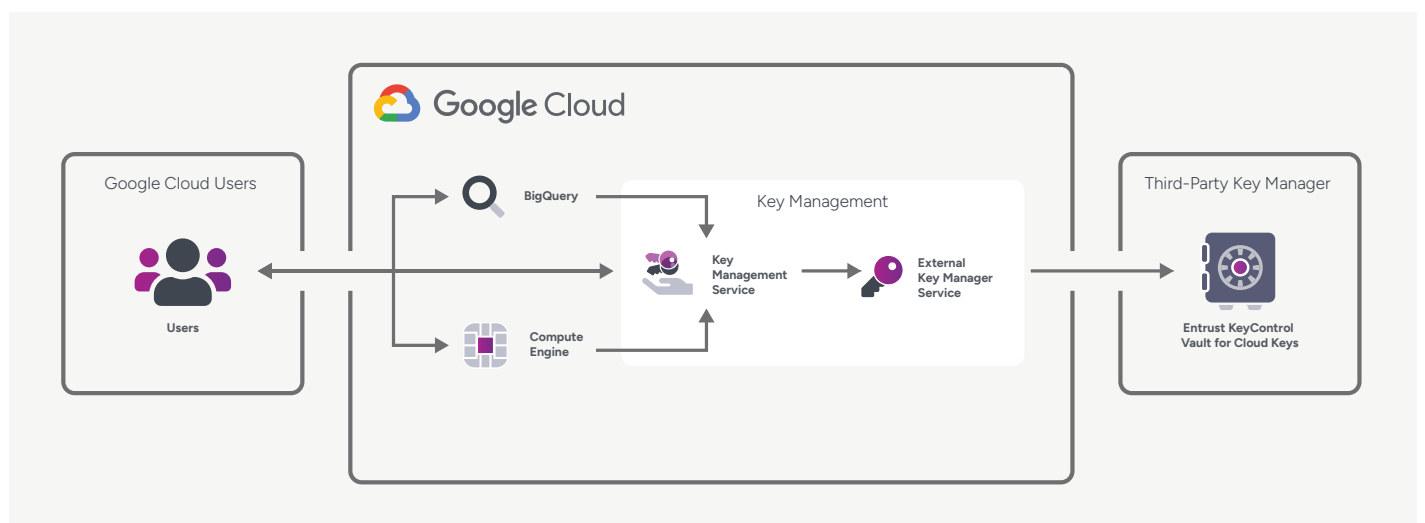 Google Cloud
Google Cloud Users
Users
BigQuery
Compute
Engine
Key Management
Key
Management
Service
External
Key Manager
Service
Third-Party Key Manager
Entrust KeyControl
Vault for Cloud Keys